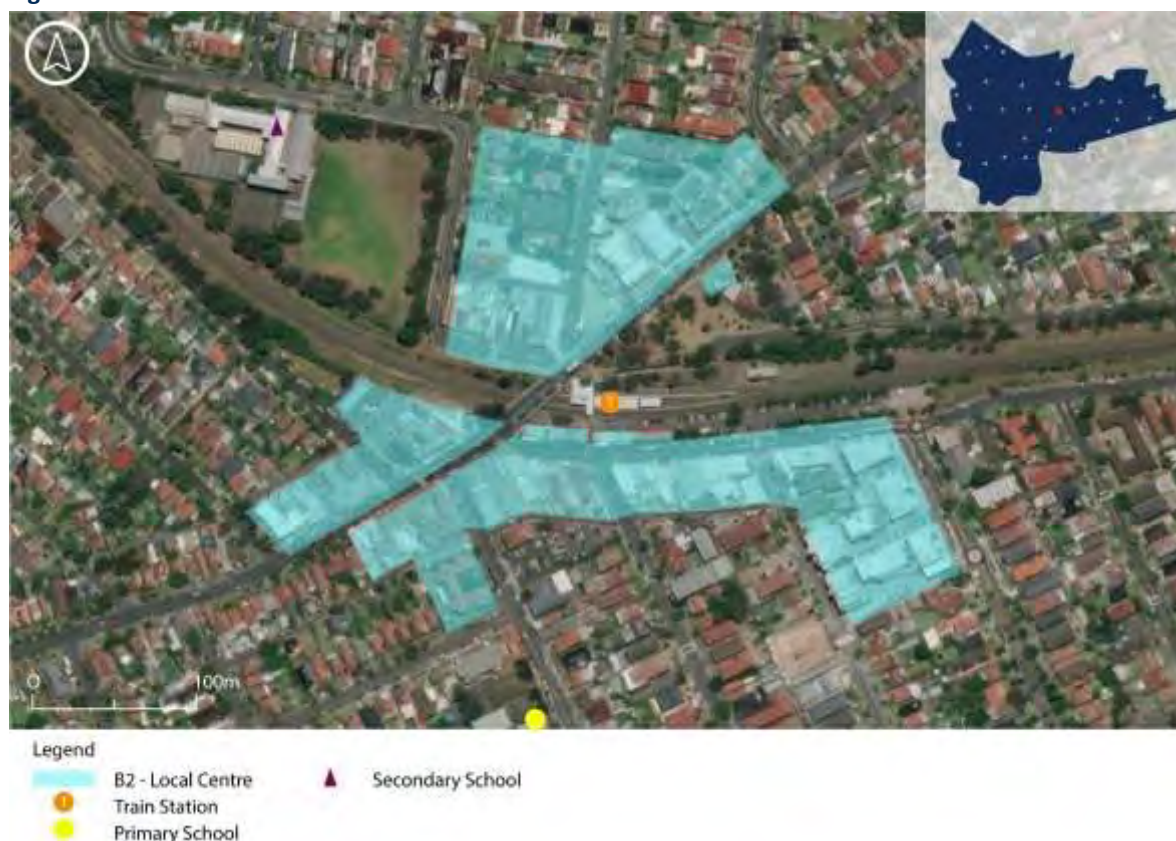 0
100m
Legend
B2 - Local Centre
Secondary School
Train Station
Primary School